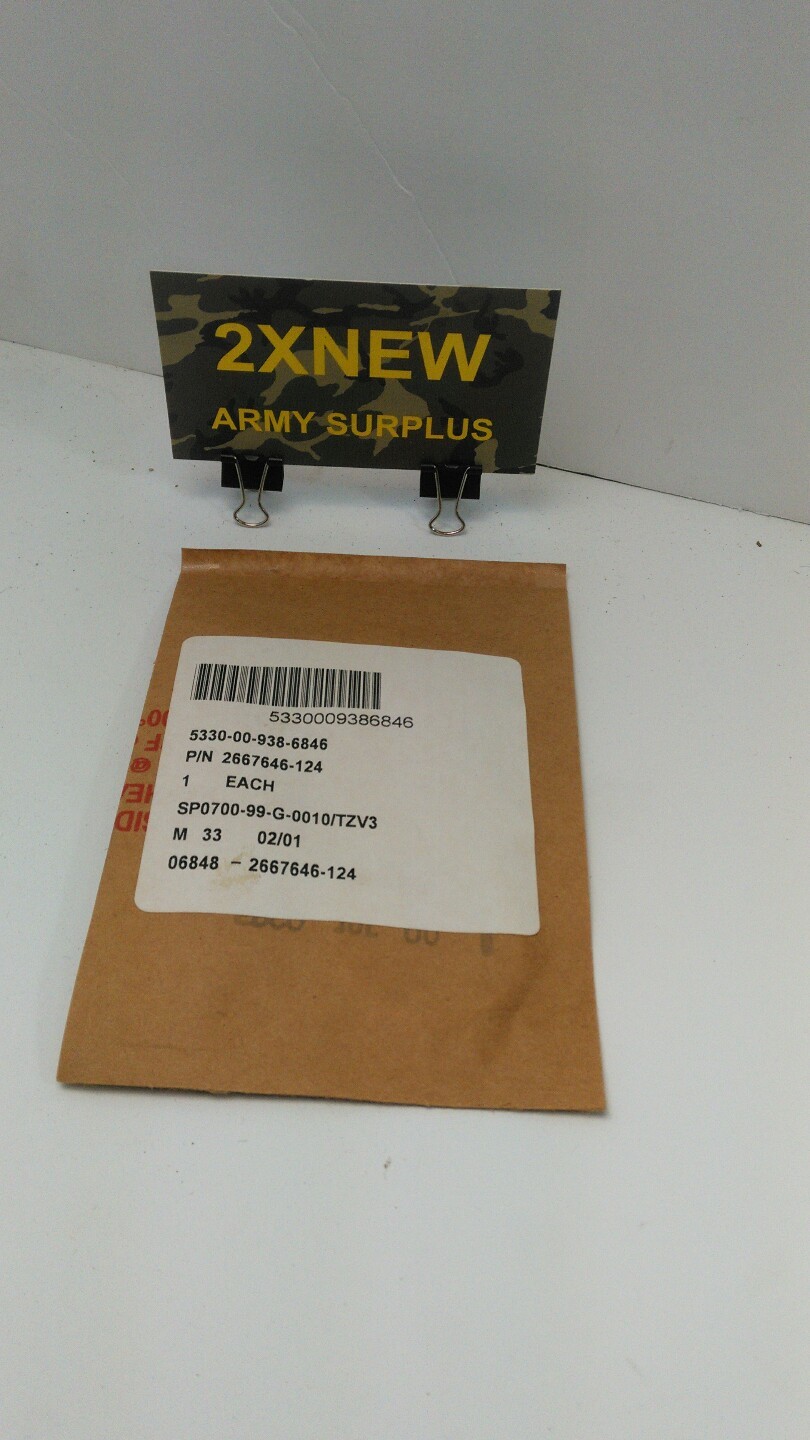 2XNEW
ARMY SURPLUS
5330009386846
5330-00-938-6846
P/N 2667646-124
1 EACH
SP0700-99-G-0010/TZV3
M 33 02/01
06848 - 2667646-124